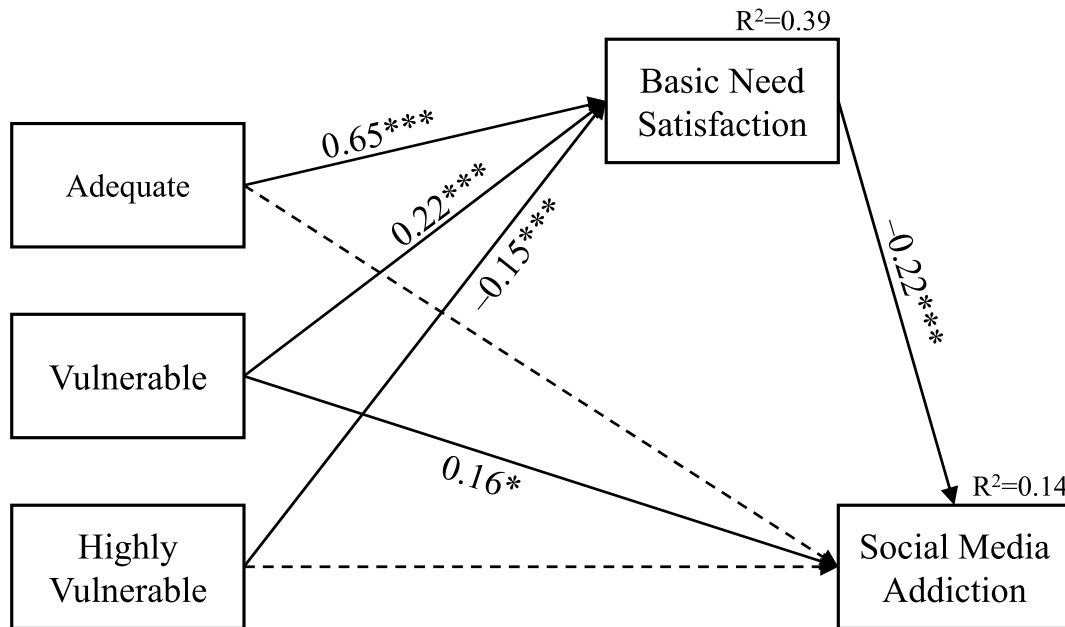 R²=0.39
Basic Need
Satisfaction
0.65***
Adequate
0.22***
–0.15***
–0.22***
Vulnerable
0.16*
R²=0.14
Highly
Vulnerable
Social Media
Addiction